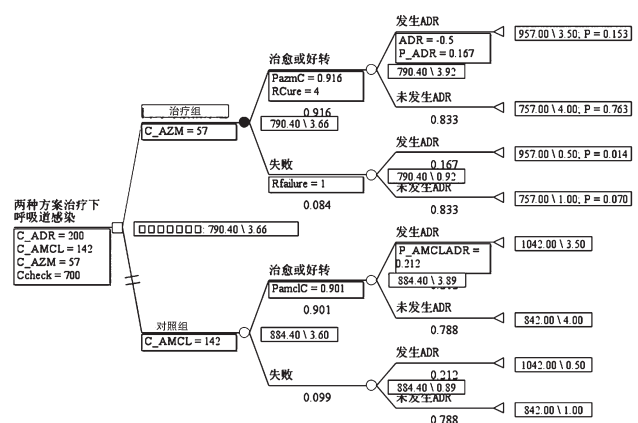 两种方案治疗下
呼吸道感染
C_ADR = 200
C_AMCL = 142
C_AZM = 57
Ccheck = 700
790.40 \ 3.66
治疗组
C_AZM = 57
790.40 \ 3.66
治愈或好转
PazmC = 0.916
RCure = 4
0.916
790.40 \ 3.92
发生ADR
ADR = -0.5
P_ADR = 0.167
957.00 \ 3.50; P = 0.153
未发生ADR
0.833
757.00 \ 4.00; P = 0.763
失败
Rfailure = 1
0.084
790.40 \ 0.92
发生ADR
0.167
957.00 \ 0.50; P = 0.014
未发生ADR
0.833
757.00 \ 1.00; P = 0.070
对照组
C_AMCL = 142
884.40 \ 3.60
治愈或好转
PamclC = 0.901
0.901
884.40 \ 3.89
发生ADR
P_AMCLADR =
0.212
1042.00 \ 3.50
未发生ADR
0.788
842.00 \ 4.00
失败
0.099
884.40 \ 0.89
发生ADR
0.212
1042.00 \ 0.50
未发生ADR
0.788
842.00 \ 1.00